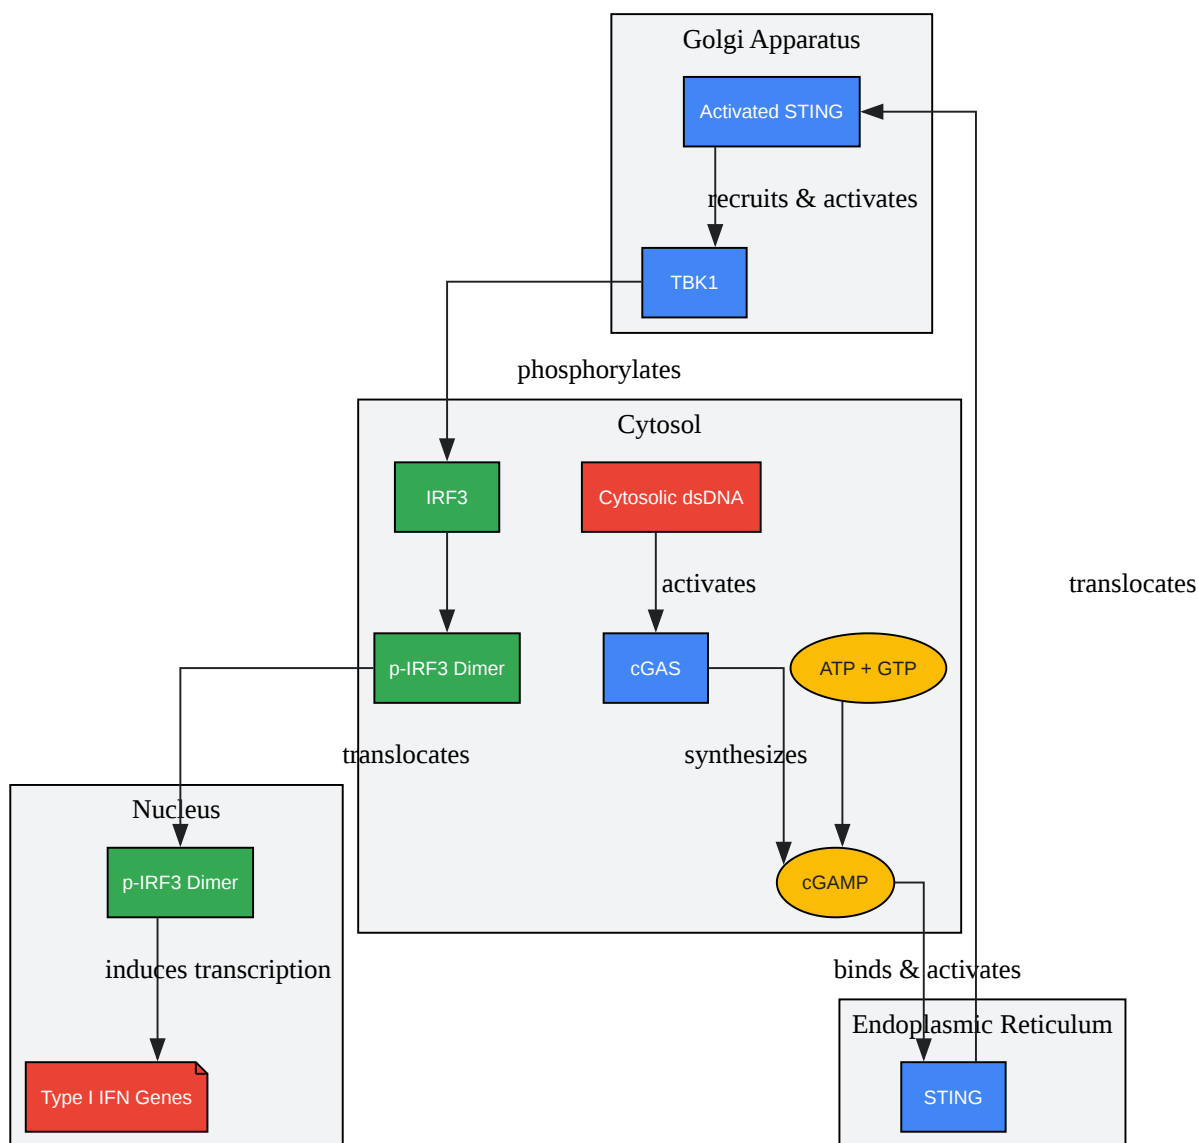 Golgi Apparatus
Activated STING
recruits & activates
TBK1
phosphorylates
Cytosol
IRF3
Cytosolic dsDNA
activates
translocates
p-IRF3 Dimer
cGAS
ATP + GTP
translocates
synthesizes
Nucleus
p-IRF3 Dimer
cGAMP
induces transcription
binds & activates
Endoplasmic Reticulum
Type I IFN Genes
STING